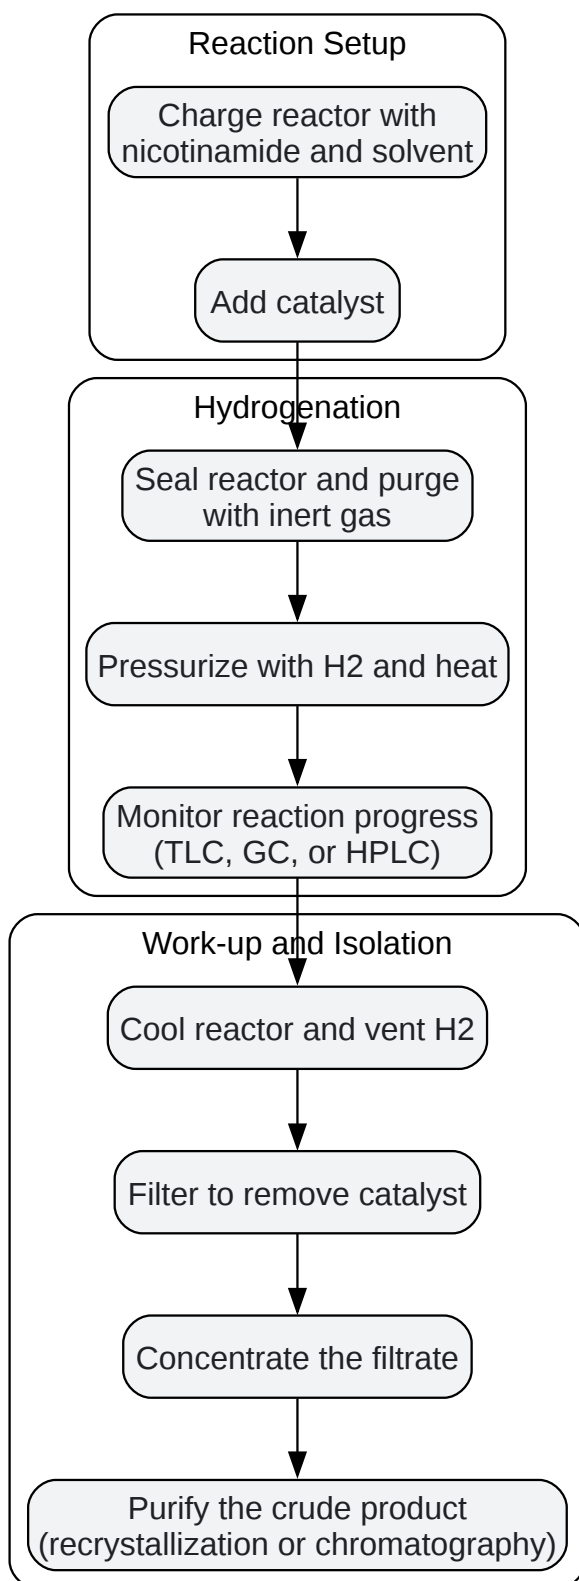 Reaction Setup
Charge reactor with
nicotinamide and solvent
Add catalyst
Hydrogenation
Seal reactor and purge
with inert gas
Pressurize with H2 and heat
Monitor reaction progress
(TLC, GC, or HPLC)
Work-up and Isolation
Cool reactor and vent H2
Filter to remove catalyst
Concentrate the filtrate
Purify the crude product
(recrystallization or chromatography)